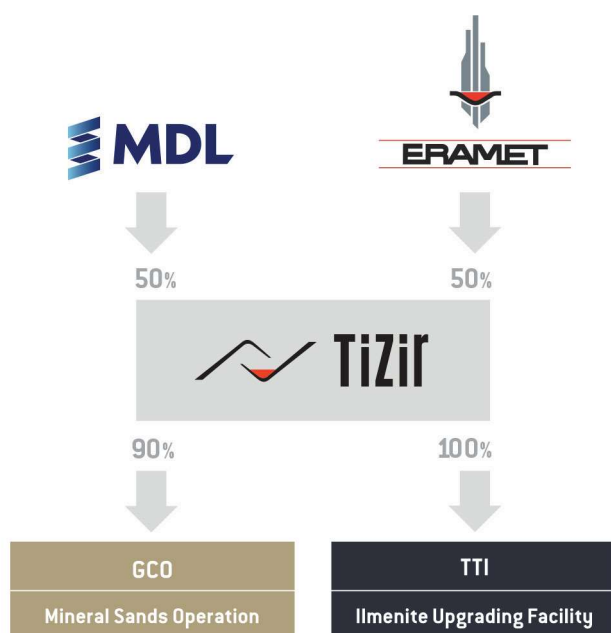 MDL
ERAMET
50%
50%
TiZir
90%
100%
GCO
TTI
Mineral Sands Operation
Ilmenite Upgrading Facility